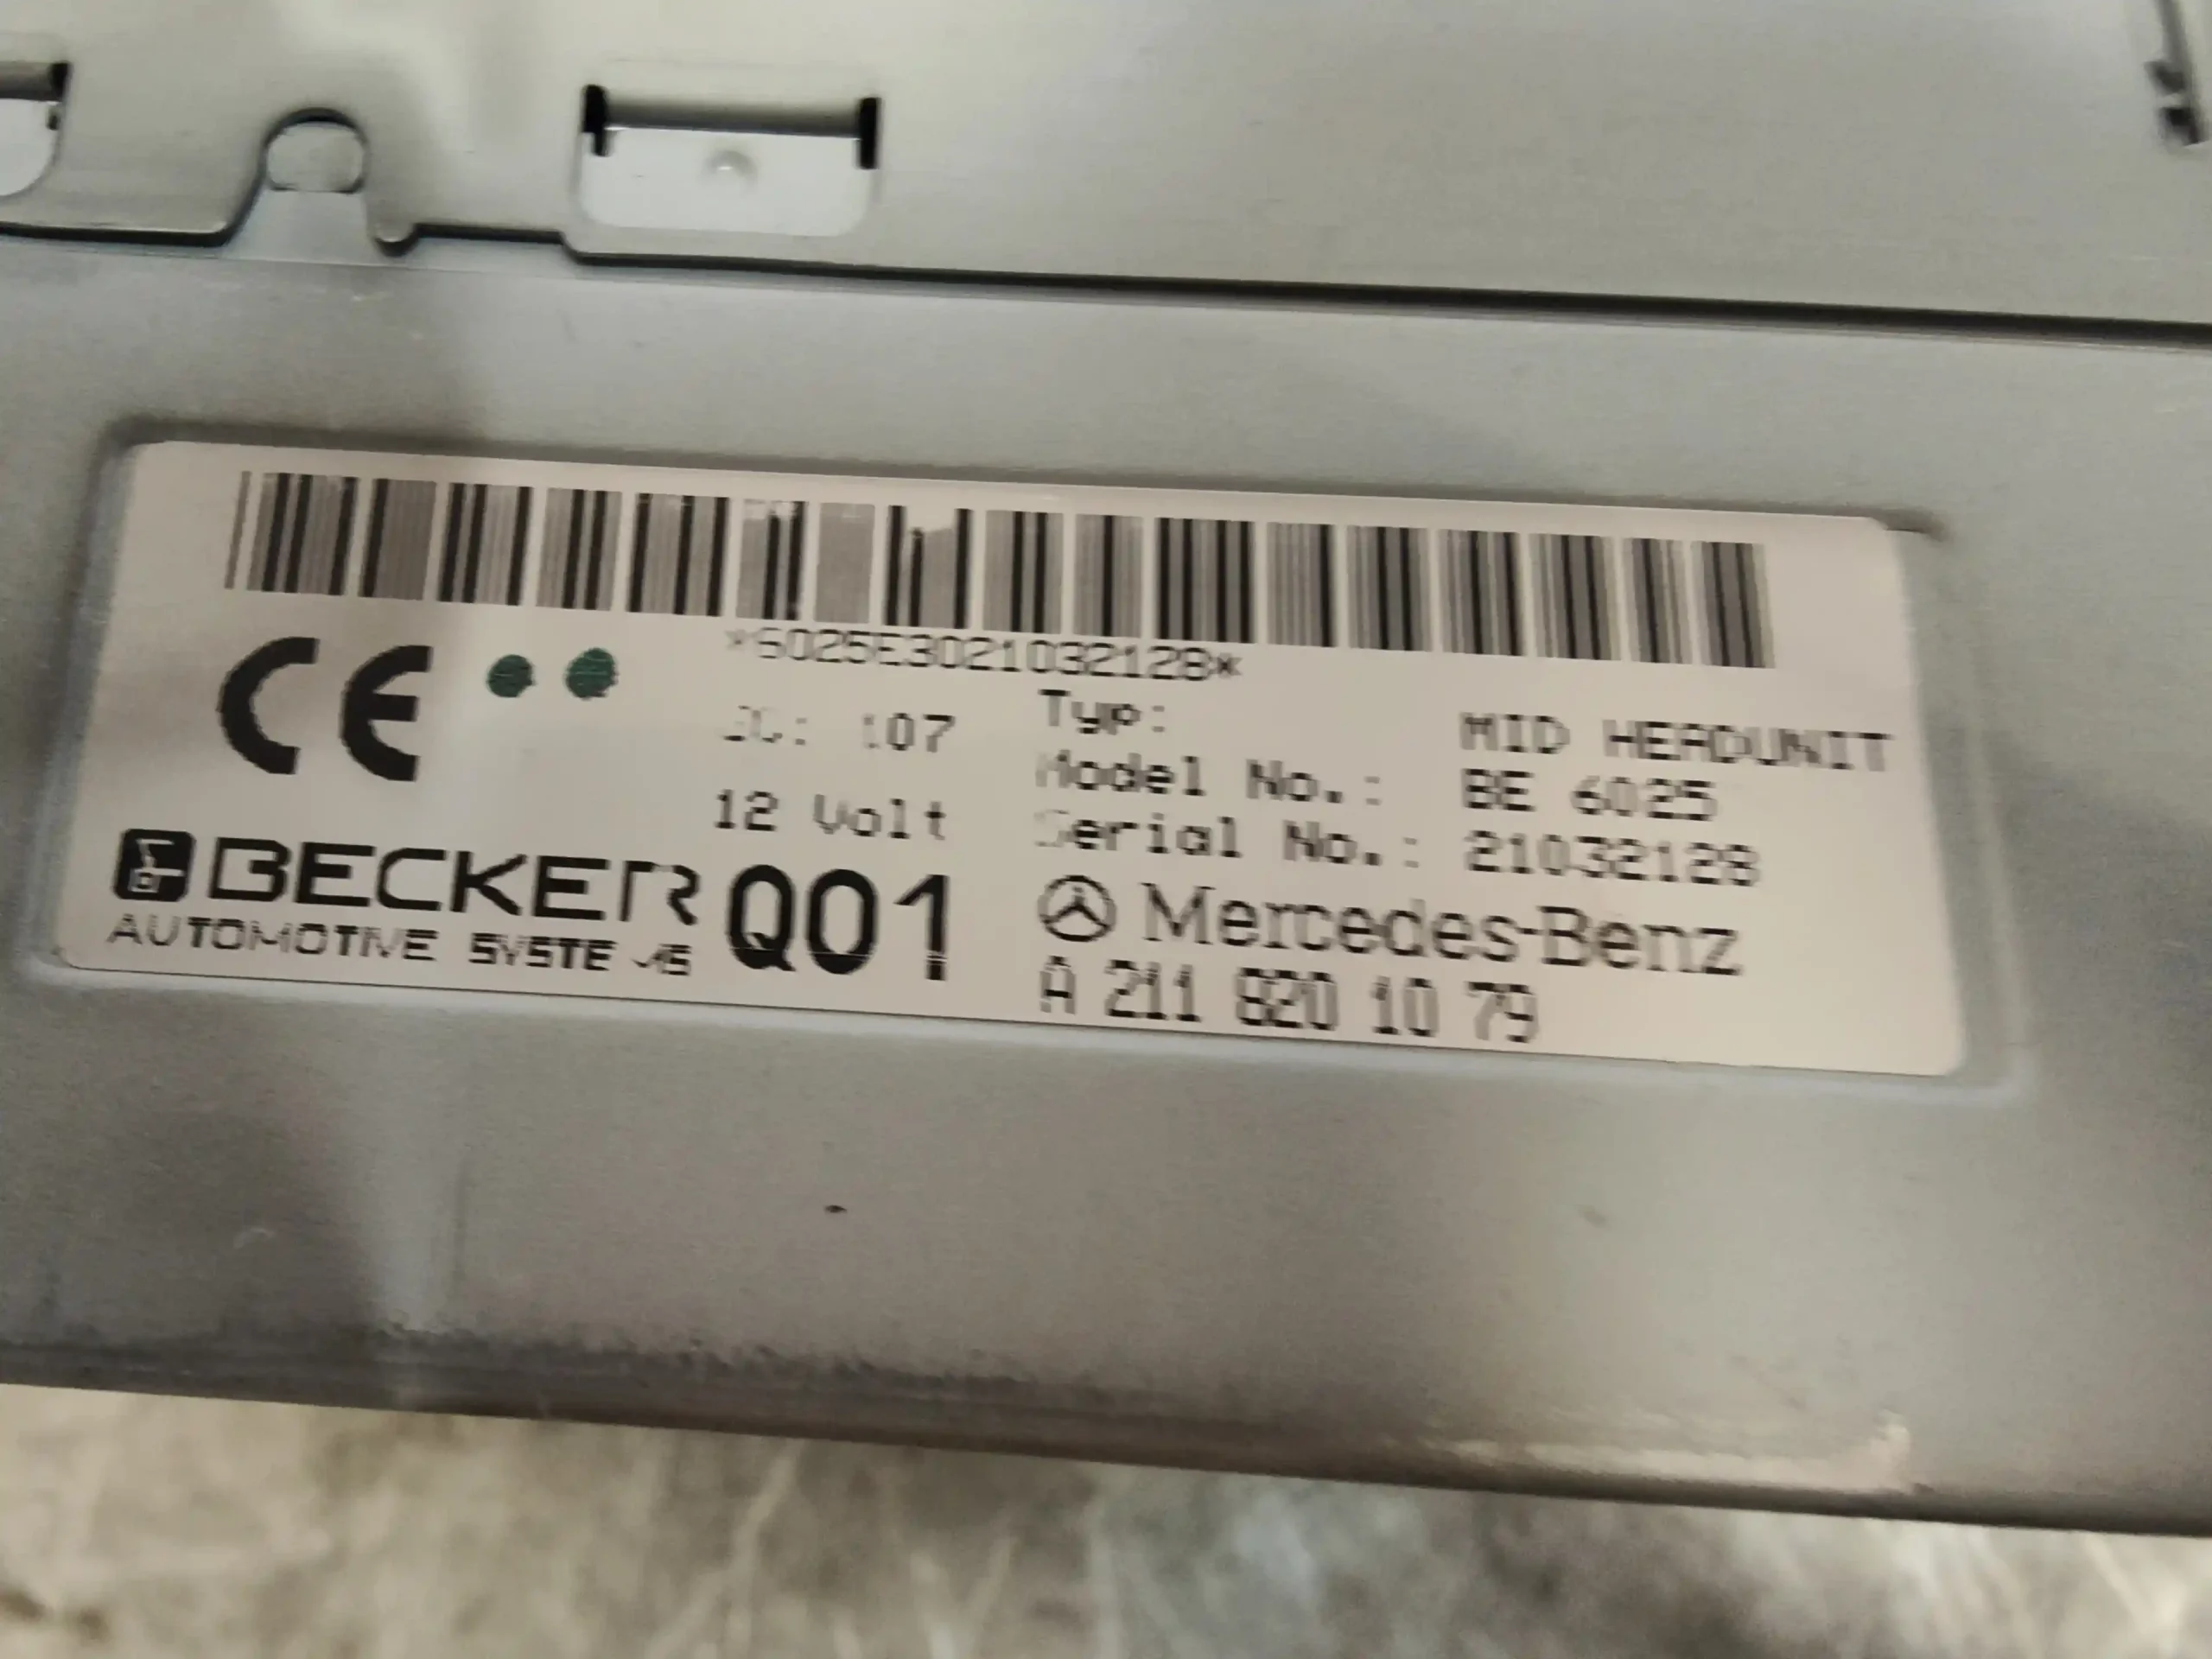 *6025E3021032128*
CE
Typ: MID HEADUNIT
Model No.: BE 6025
12 Volt
Serial No.: 21032128
BECKER
AUTOMOTIVE SYSTEMS
Q01
Mercedes-Benz
A 211 820 10 79